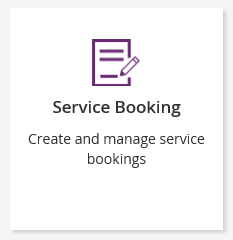 Service Booking
Create and manage service
bookings